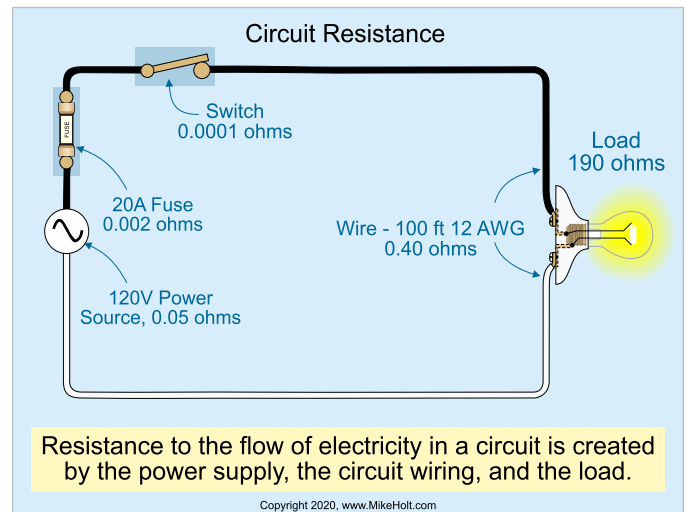 Circuit Resistance
Switch
0.0001 ohms
FUSE
Load
190 ohms
20A Fuse
0.002 ohms
Wire - 100 ft 12 AWG
0.40 ohms
120V Power
Source, 0.05 ohms
Resistance to the flow of electricity in a circuit is created
by the power supply, the circuit wiring, and the load.
Copyright 2020, www.MikeHolt.com